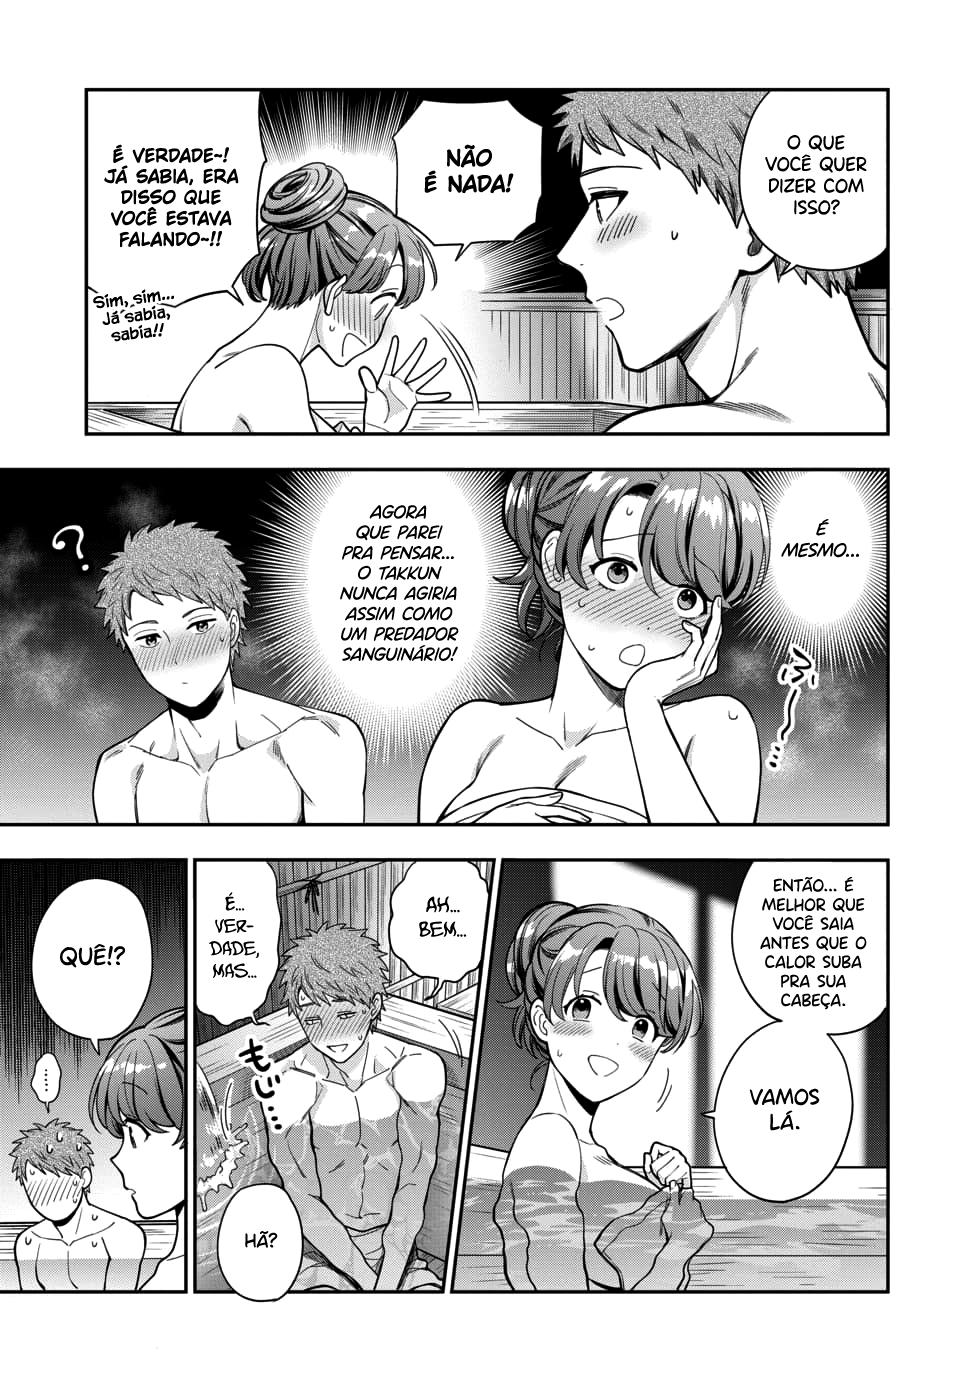 O QUE
VOCÊ QUER
DIZER COM
ISSO?
NÃO
É NADA!
É VERDADE~!
JÁ SABIA, ERA
DISSO QUE
VOCÊ ESTAVA
FALANDO~!!
Sim, sim...
Já sabia,
sabia!!
É
MESMO...
ふぅ〜…
AGORA
QUE PAREI
PRA PENSAR...
O TAKKUN
NUNCA AGIRIA
ASSIM COMO
UM PREDADOR
SANGUINÁRIO!
?
ENTÃO... É
MELHOR QUE
VOCÊ SAIA
ANTES QUE O
CALOR SUBA
PRA SUA
CABEÇA.
VAMOS
LÁ.
AH...
BEM...
É...
VER-
DADE,
MAS...
もじ…
HÃ?
QUÊ!?
......